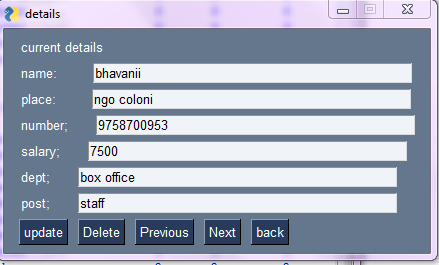 details
current details
name: bhavanii
place: ngo coloni
number; 9758700953
salary; 7500
dept; box office
post; staff
update Delete Previous Next back